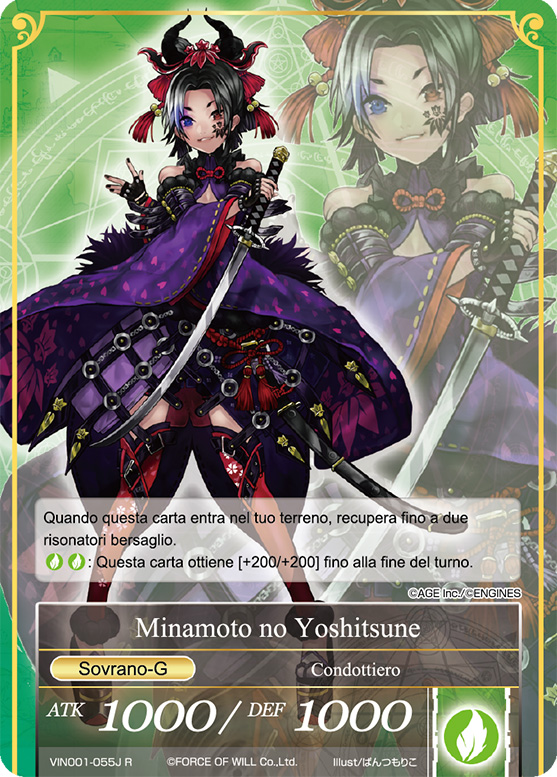 Quando questa carta entra nel tuo terreno, recupera fino a due
risonatori bersaglio.
: Questa carta ottiene [+200/+200] fino alla fine del turno.
©AGE Inc./©ENGINES
Minamoto no Yoshitsune
Sovrano-G Condottiero
ATK 1000 / DEF 1000
VIN001-055J R ©FORCE OF WILL Co.,Ltd. Illust/ぱんつもりこ